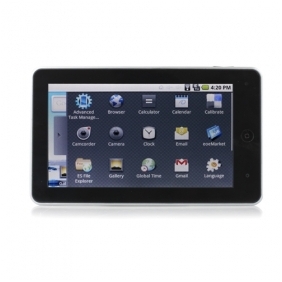 4:20 PM
Advanced Browser Calculator Calendar Calibrate
Task Manage...
Camcorder Camera Clock Email
ES File Gallery Global Time Gmail Language
Explorer